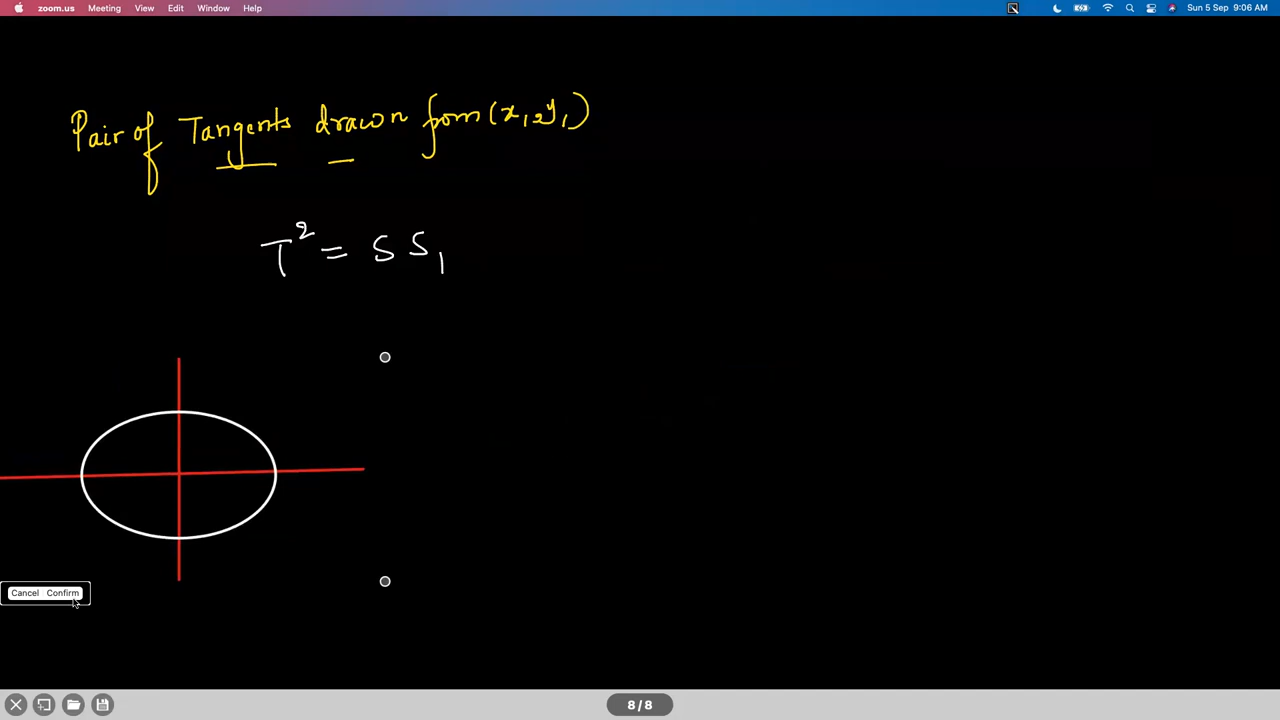 zoom.us Meeting View Edit Window Help Sun 5 Sep 9:06 AM
Pair of Tangents drawn from (x₁, y₁)
T² = S S₁
Cancel Confirm
8/8